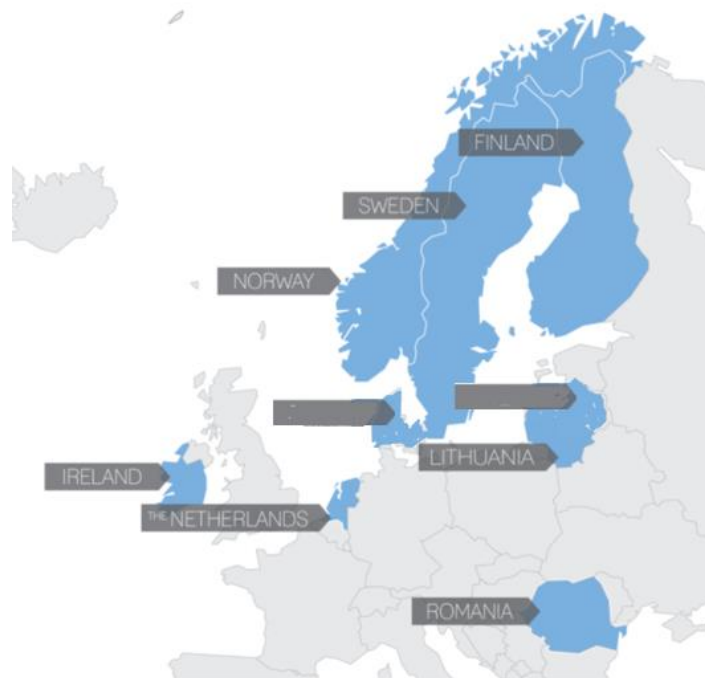 FINLAND
SWEDEN
NORWAY
LITHUANIA
IRELAND
THE NETHERLANDS
ROMANIA